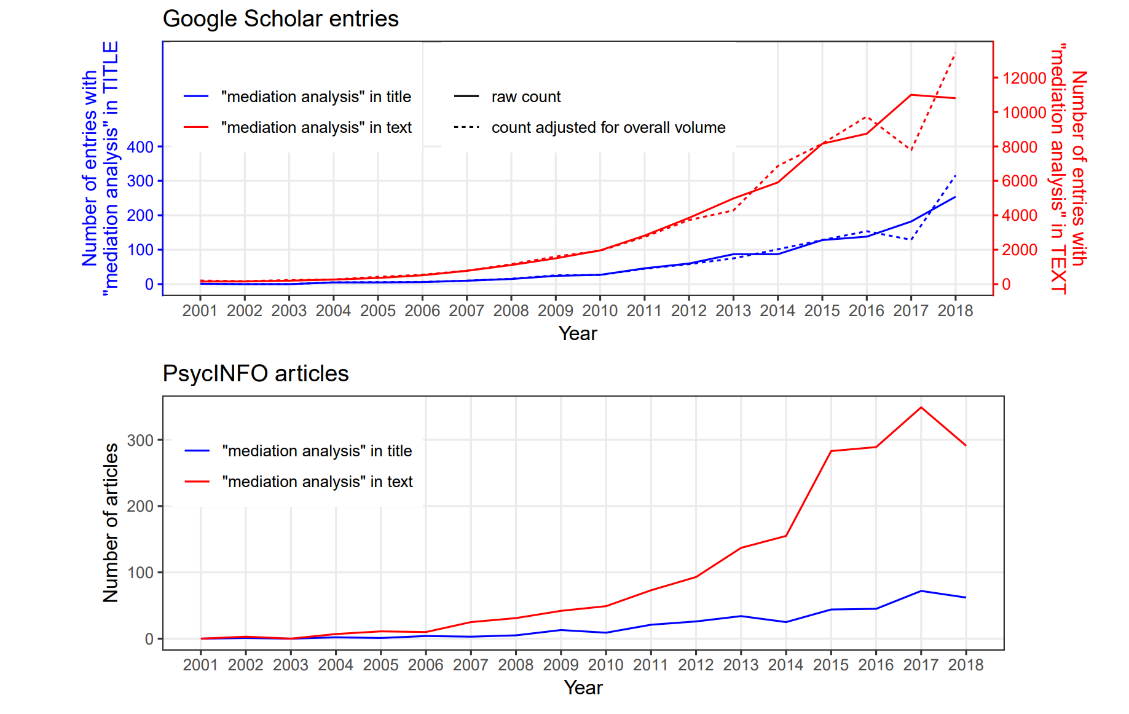 Google Scholar entries
Number of entries with
"mediation analysis" in TITLE
"mediation analysis" in title
"mediation analysis" in text
raw count
count adjusted for overall volume
400
300
200
100
0
12000
10000
8000
6000
4000
2000
0
Number of entries with
"mediation analysis" in TEXT
2001 2002 2003 2004 2005 2006 2007 2008 2009 2010 2011 2012 2013 2014 2015 2016 2017 2018
Year
PsycINFO articles
Number of articles
"mediation analysis" in title
"mediation analysis" in text
300
200
100
0
2001 2002 2003 2004 2005 2006 2007 2008 2009 2010 2011 2012 2013 2014 2015 2016 2017 2018
Year